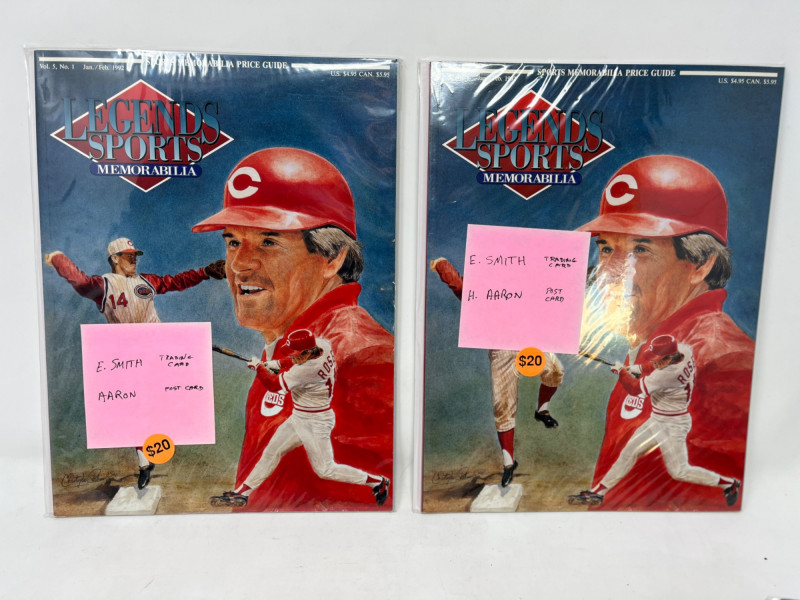 Vol. 5, No. 1 Jan./Feb. 1992 SPORTS MEMORABILIA PRICE GUIDE
U.S. $4.95 CAN. $5.95
LEGENDS
SPORTS
MEMORABILIA
C
14
E. SMITH TRADING CARD
AARON POST CARD
$20
ROSE
SPORTS MEMORABILIA PRICE GUIDE
U.S. $4.95 CAN. $5.95
LEGENDS
SPORTS
MEMORABILIA
C
E. SMITH TRADING CARD
H. AARON POST CARD
$20
ROS